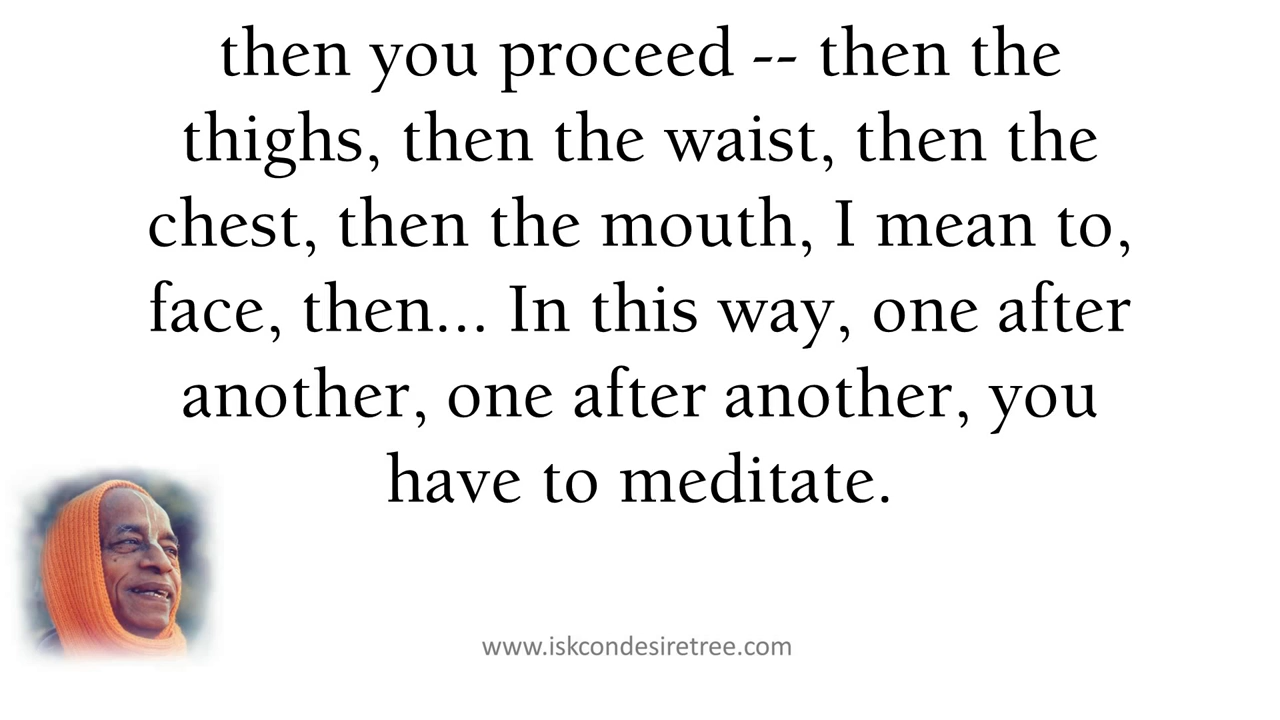 then you proceed -- then the
thighs, then the waist, then the
chest, then the mouth, I mean to,
face, then... In this way, one after
another, one after another, you
have to meditate.
www.iskcondesiretree.com